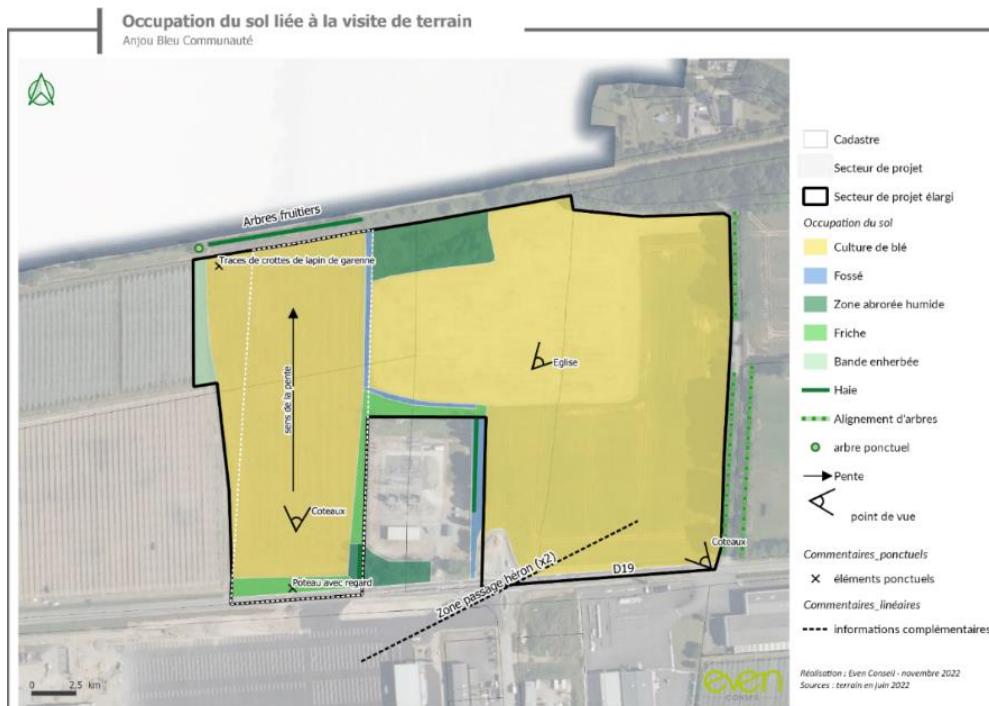 Occupation du sol liée à la visite de terrain
Anjou Bleu Communauté
Arbres fruitiers
Traces de crottes de lapin de garenne
sens de la pente
Eglise
Coteaux
Poteau avec regard
Zone passage héron (x2)
D19
Coteaux
0 2,5 km
even
CONSEIL
Cadastre
Secteur de projet
Secteur de projet élargi
Occupation du sol
Culture de blé
Fossé
Zone abrorée humide
Friche
Bande enherbée
Haie
Alignement d'arbres
arbre ponctuel
Pente
point de vue
Commentaires_ponctuels
éléments ponctuels
Commentaires_linéaires
informations complémentaires
Réalisation : Even Conseil - novembre 2022
Sources : terrain en juin 2022